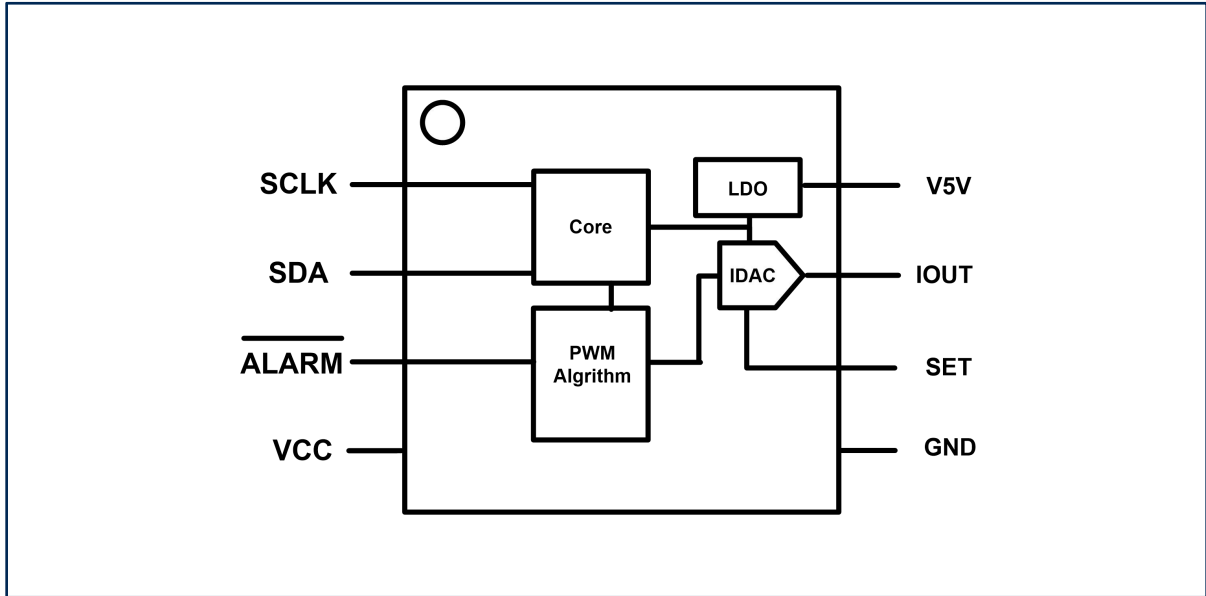 SCLK
SDA
ALARM
VCC
Core
PWM
Algrithm
LDO
IDAC
V5V
IOUT
SET
GND